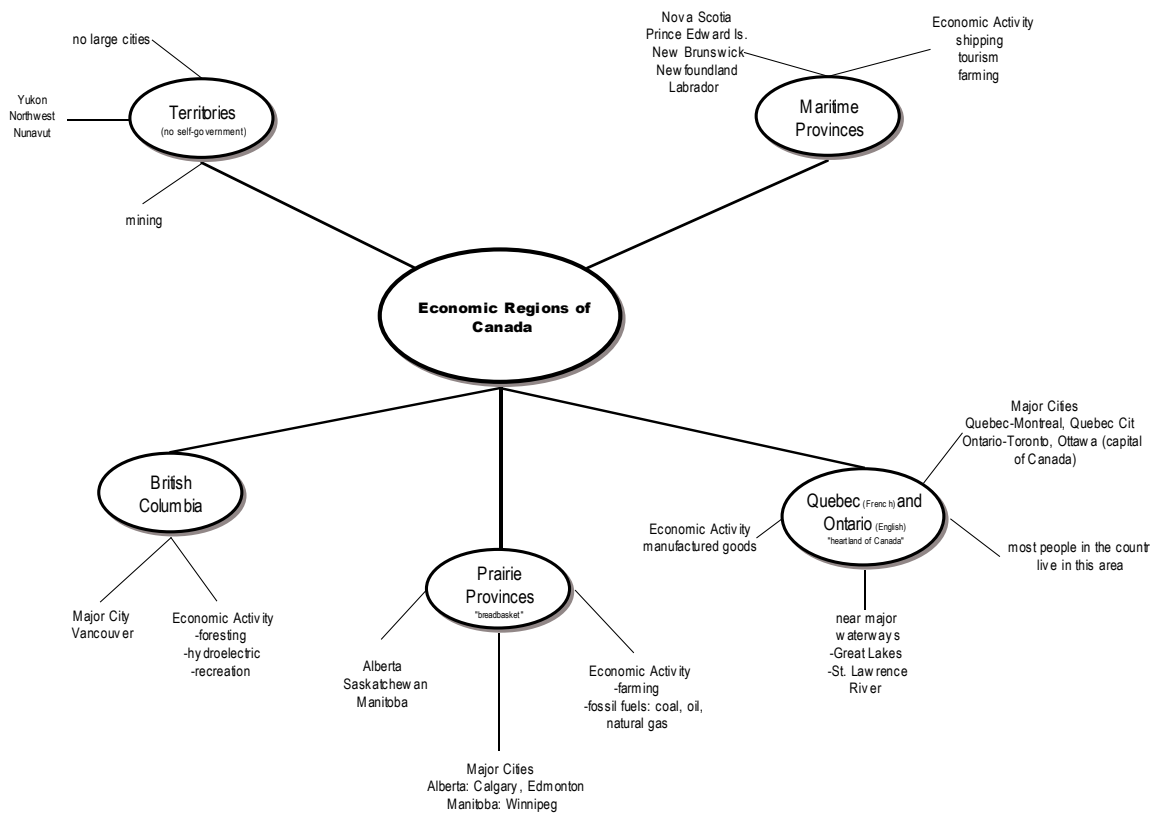 no large cities
Yukon
Northwest
Nunavut
Territories
(no self-government)
mining
Nova Scotia
Prince Edward Is.
New Brunswick
Newfoundland
Labrador
Economic Activity
shipping
tourism
farming
Maritime
Provinces
Economic Regions of
Canada
British
Columbia
Major City
Vancouver
Economic Activity
-foresting
-hydroelectric
-recreation
Prairie
Provinces
"breadbasket"
Alberta
Saskatchewan
Manitoba
Major Cities
Alberta: Calgary, Edmonton
Manitoba: Winnipeg
Economic Activity
-farming
-fossil fuels: coal, oil,
natural gas
Quebec (French) and
Ontario (English)
"heartland of Canada"
Economic Activity
manufactured goods
Major Cities
Quebec-Montreal, Quebec Cit
Ontario-Toronto, Ottawa (capital
of Canada)
most people in the countr
live in this area
near major
waterways
-Great Lakes
-St. Lawrence
River